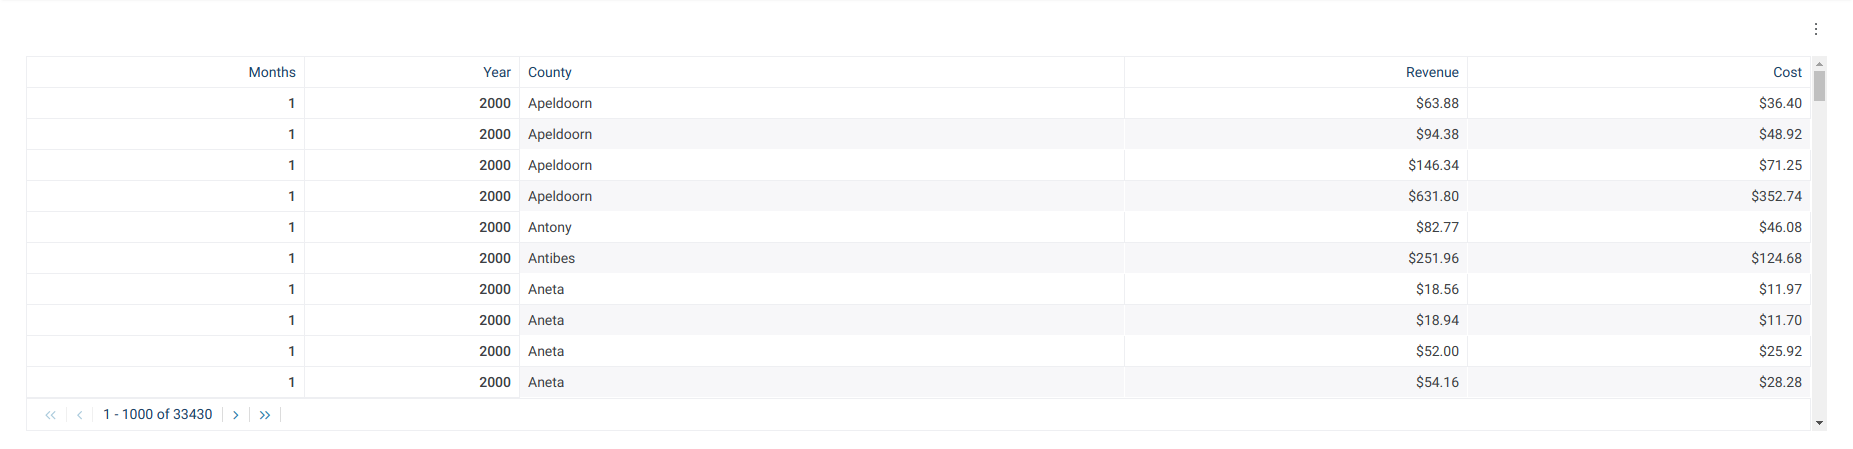 Months Year County Revenue Cost
1 2000 Apeldoorn $63.88 $36.40
1 2000 Apeldoorn $94.38 $48.92
1 2000 Apeldoorn $146.34 $71.25
1 2000 Apeldoorn $631.80 $352.74
1 2000 Antony $82.77 $46.08
1 2000 Antibes $251.96 $124.68
1 2000 Aneta $18.56 $11.97
1 2000 Aneta $18.94 $11.70
1 2000 Aneta $52.00 $25.92
1 2000 Aneta $54.16 $28.28
1 - 1000 of 33430